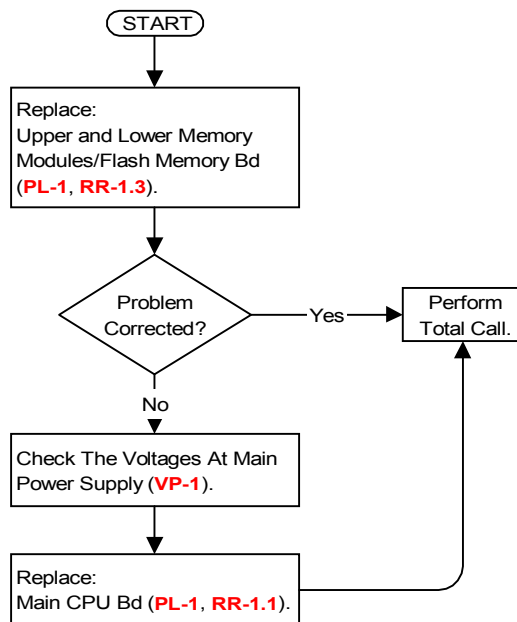 START
Replace:
Upper and Lower Memory
Modules/Flash Memory Bd
(PL-1, RR-1.3).
Problem
Corrected?
Yes
Perform
Total Call.
No
Check The Voltages At Main
Power Supply (VP-1).
Replace:
Main CPU Bd (PL-1, RR-1.1).